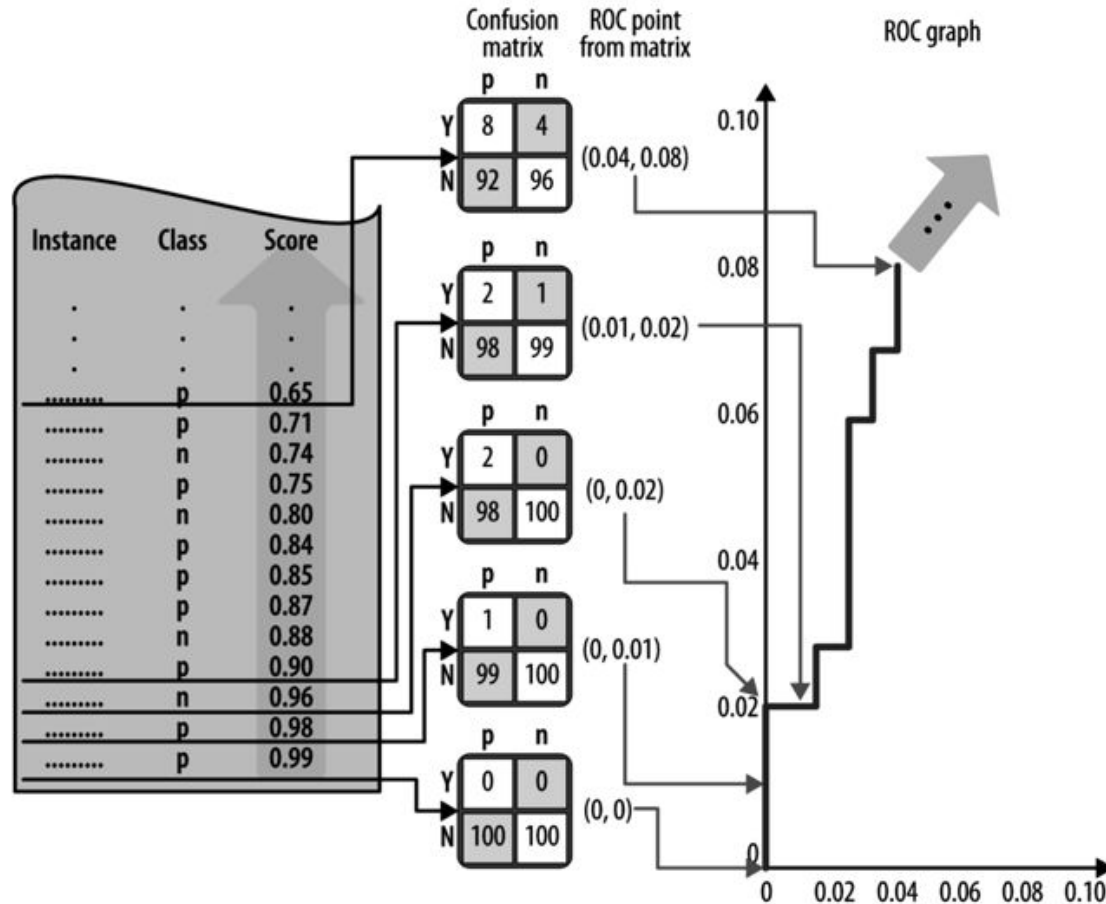 Confusion matrix
ROC point from matrix
ROC graph
Instance Class Score
. . .
. . .
. . .
......... p 0.65
......... p 0.71
......... n 0.74
......... p 0.75
......... n 0.80
......... p 0.84
......... p 0.85
......... p 0.87
......... n 0.88
......... p 0.90
......... n 0.96
......... p 0.98
......... p 0.99
p n
Y 8 4
N 92 96
(0.04, 0.08)
p n
Y 2 1
N 98 99
(0.01, 0.02)
p n
Y 2 0
N 98 100
(0, 0.02)
p n
Y 1 0
N 99 100
(0, 0.01)
p n
Y 0 0
N 100 100
(0, 0)
0.10
...
0.08
0.06
0.04
0.02
0
0 0.02 0.04 0.06 0.08 0.10